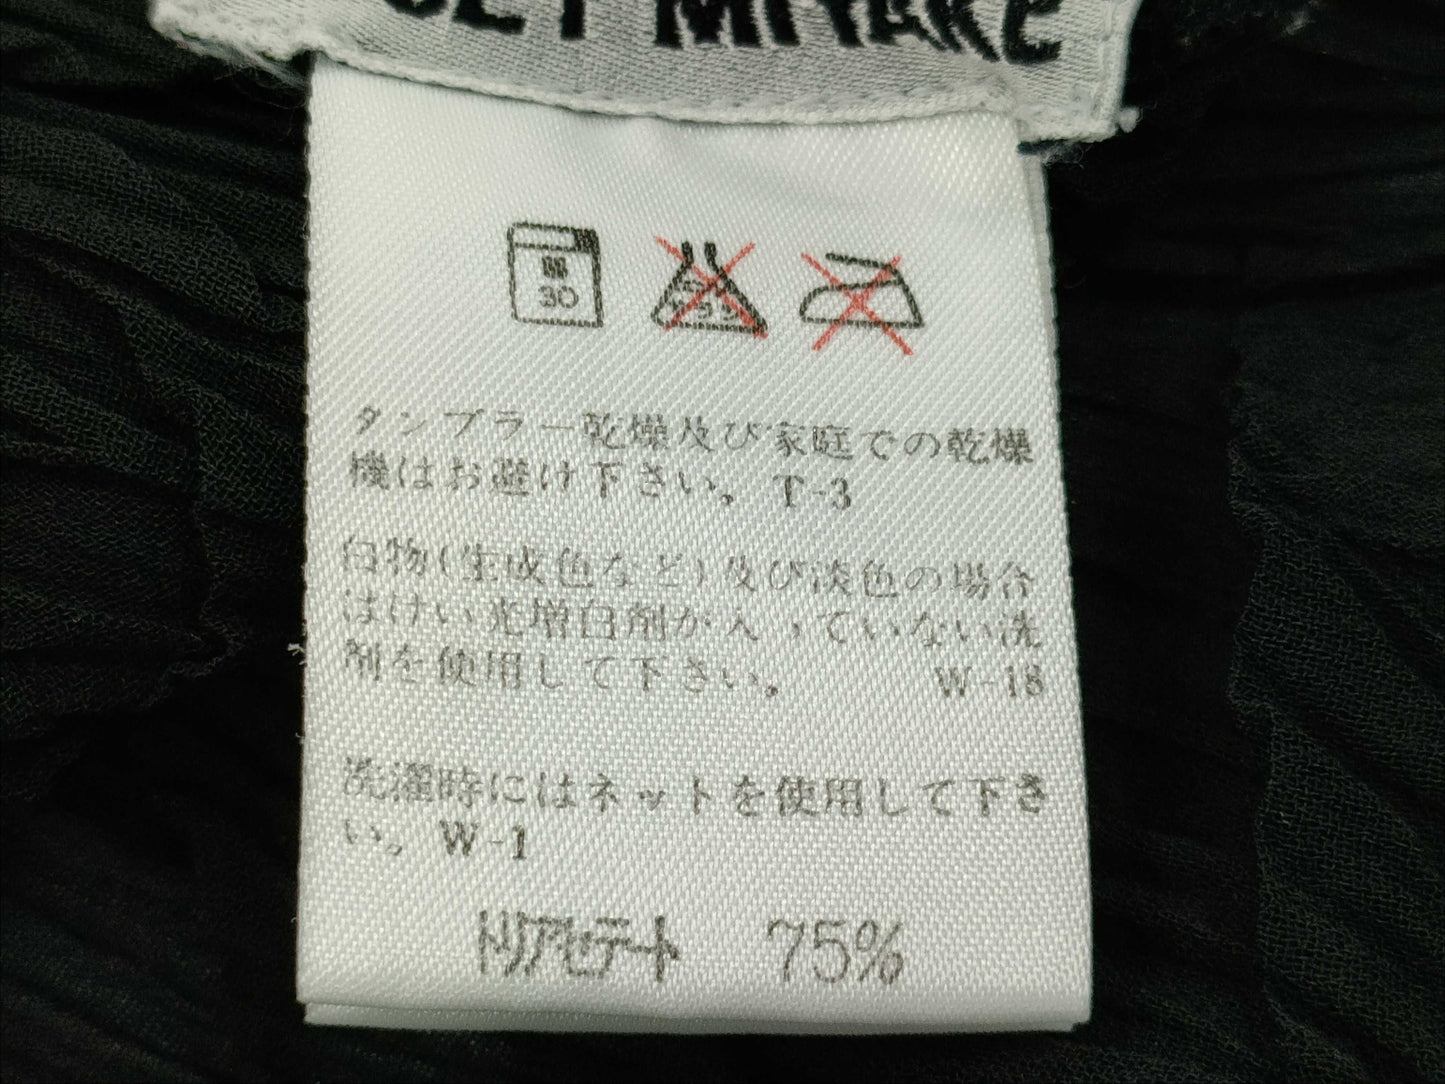 MIYAKE
30
タンブラー乾燥及び家庭での乾燥
機はお避け下さい。T-3
白物(生成色など)及び淡色の場合
はけい光増白剤が入っていない洗
剤を使用して下さい。 W-18
洗濯時にはネットを使用して下さ
い。W-1
トリアセテート 75%